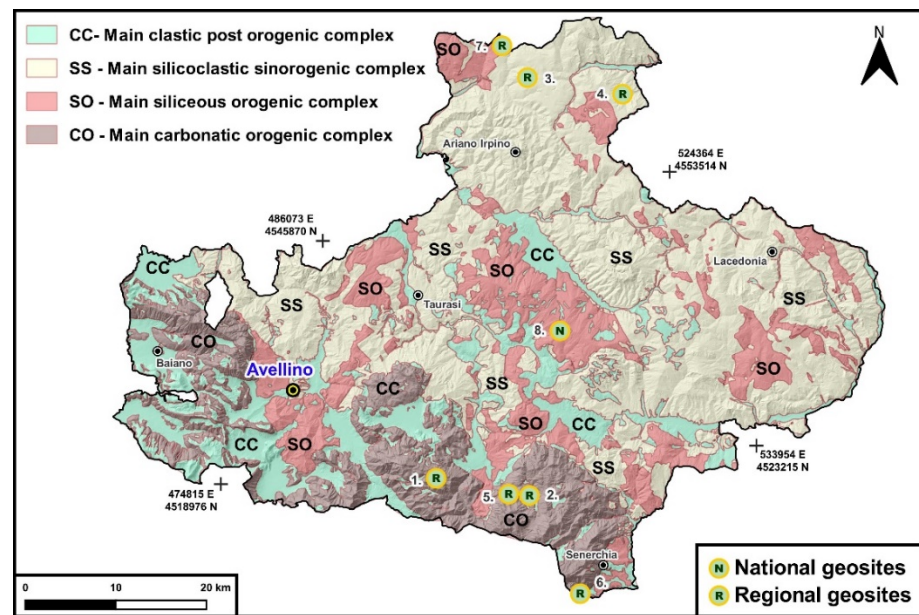 CC- Main clastic post orogenic complex
SS - Main silicoclastic sinorogenic complex
SO - Main siliceous orogenic complex
CO - Main carbonatic orogenic complex
N
SO
7. R
R 3.
4. R
Ariano Irpino
524364 E
4553514 N
486073 E
4545870 N
CC
SS
SS
SO
CC
SS
Lacedonia
SS
SO
Taurasi
8. N
CO
Baiano
Avellino
CC
SS
SO
SO
CC
CC
SO
SS
533954 E
4523215 N
474815 E
4518976 N
1. R
5. R R 2.
CO
Senerchia
6.
R
N National geosites
R Regional geosites
0 10 20 km